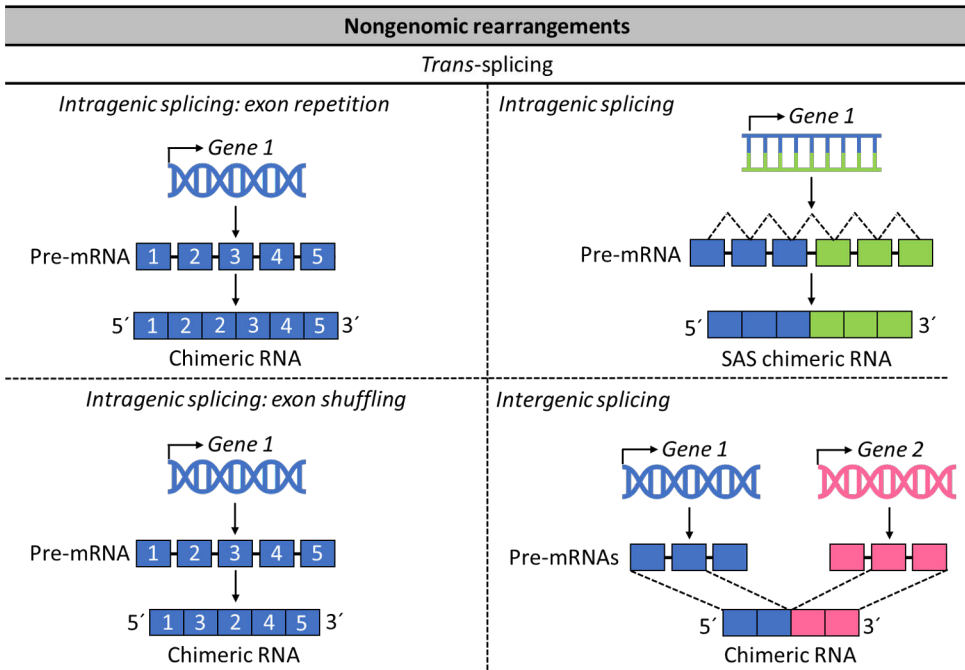 Nongenomic rearrangements
Trans-splicing
Intragenic splicing: exon repetition
Gene 1
Pre-mRNA 1 2 3 4 5
5´ 1 2 2 3 4 5 3´
Chimeric RNA
Intragenic splicing
Gene 1
Pre-mRNA
5´ 3´
SAS chimeric RNA
Intragenic splicing: exon shuffling
Gene 1
Pre-mRNA 1 2 3 4 5
5´ 1 3 2 4 5 3´
Chimeric RNA
Intergenic splicing
Gene 1 Gene 2
Pre-mRNAs
5´ 3´
Chimeric RNA